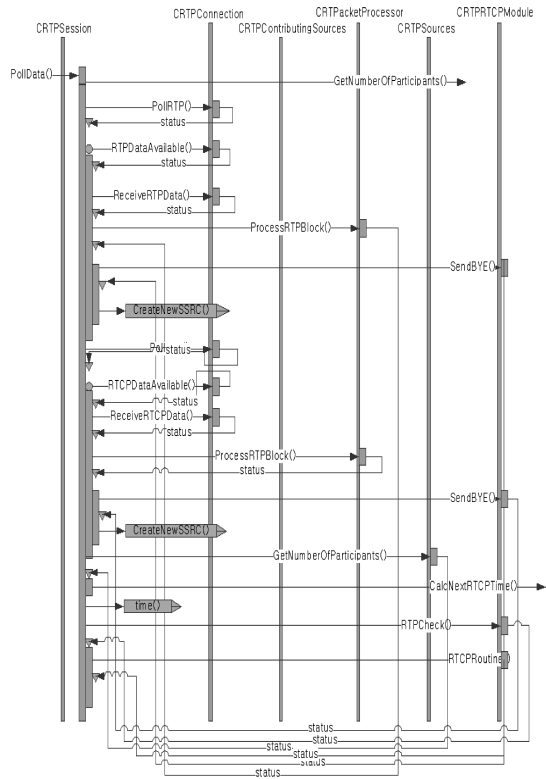 CRTPSession
CRTPConnection
CRTPContributingSources
CRTPacketProcessor
CRTPSources
CRTPRTCPModule
PollData()
GetNumberOfParticipants()
PollRTP()
status
RTPDataAvailable()
status
ReceiveRTPData()
status
ProcessRTPBlock()
SendBYE()
CreateNewSSRC()
status
RTCPDataAvailable()
status
ReceiveRTCPData()
status
ProcessRTPBlock()
status
SendBYE()
CreateNewSSRC()
GetNumberOfParticipants()
CalcNextRTCPTime()
time()
RTPCheck()
RTCPRoutine()
status
status
status
status
status
status